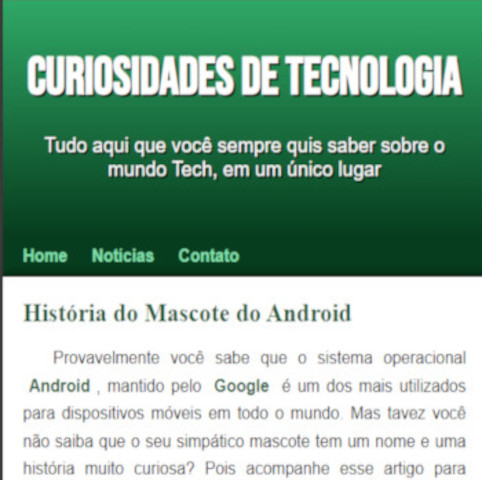 CURIOSIDADES DE TECNOLOGIA
Tudo aqui que você sempre quis saber sobre o
mundo Tech, em um único lugar
Home Notícias Contato
História do Mascote do Android
Provavelmente você sabe que o sistema operacional
Android , mantido pelo Google é um dos mais utilizados
para dispositivos móveis em todo o mundo. Mas tavez você
não saiba que o seu simpático mascote tem um nome e uma
história muito curiosa? Pois acompanhe esse artigo para